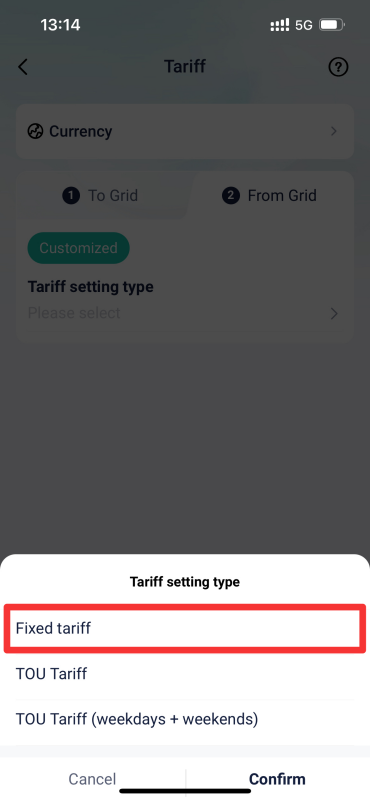 13:14
5G
Tariff
?
Currency
1 To Grid
2 From Grid
Customized
Tariff setting type
Please select
Tariff setting type
Fixed tariff
TOU Tariff
TOU Tariff (weekdays + weekends)
Cancel
Confirm